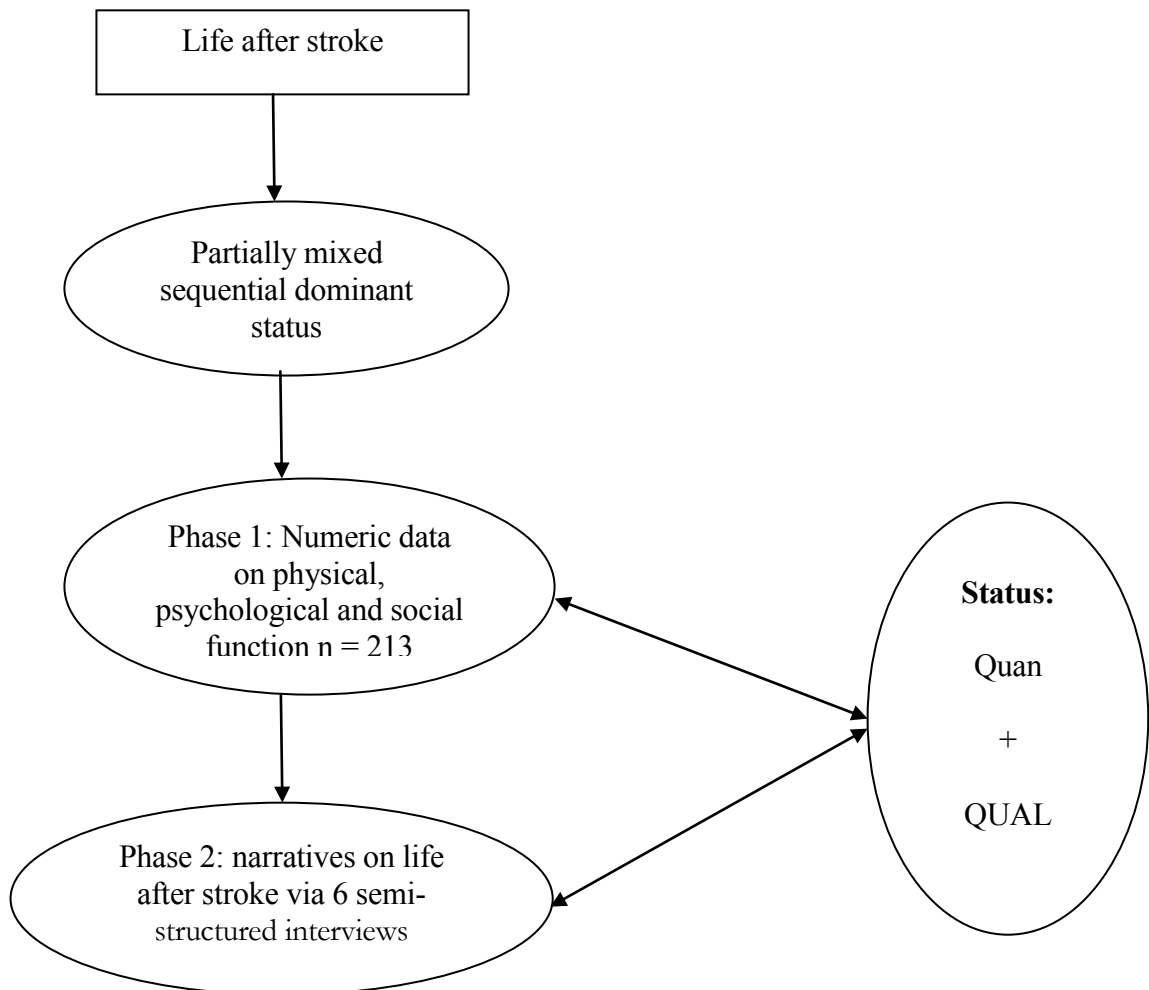 Life after stroke
Partially mixed
sequential dominant
status
Phase 1: Numeric data
on physical,
psychological and social
function n = 213
Status:
Quan
+
QUAL
Phase 2: narratives on life
after stroke via 6 semi-
structured interviews